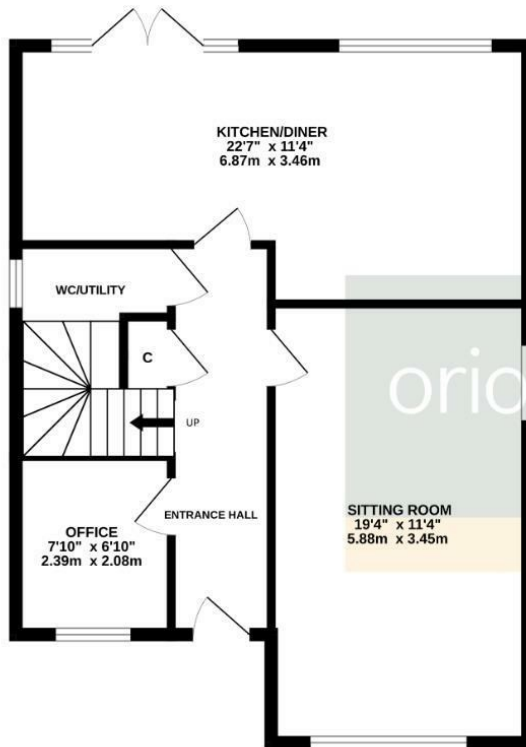 KITCHEN/DINER
22'7" x 11'4"
6.87m x 3.46m
WC/UTILITY
C
UP
ENTRANCE HALL
OFFICE
7'10" x 6'10"
2.39m x 2.08m
SITTING ROOM
19'4" x 11'4"
5.88m x 3.45m